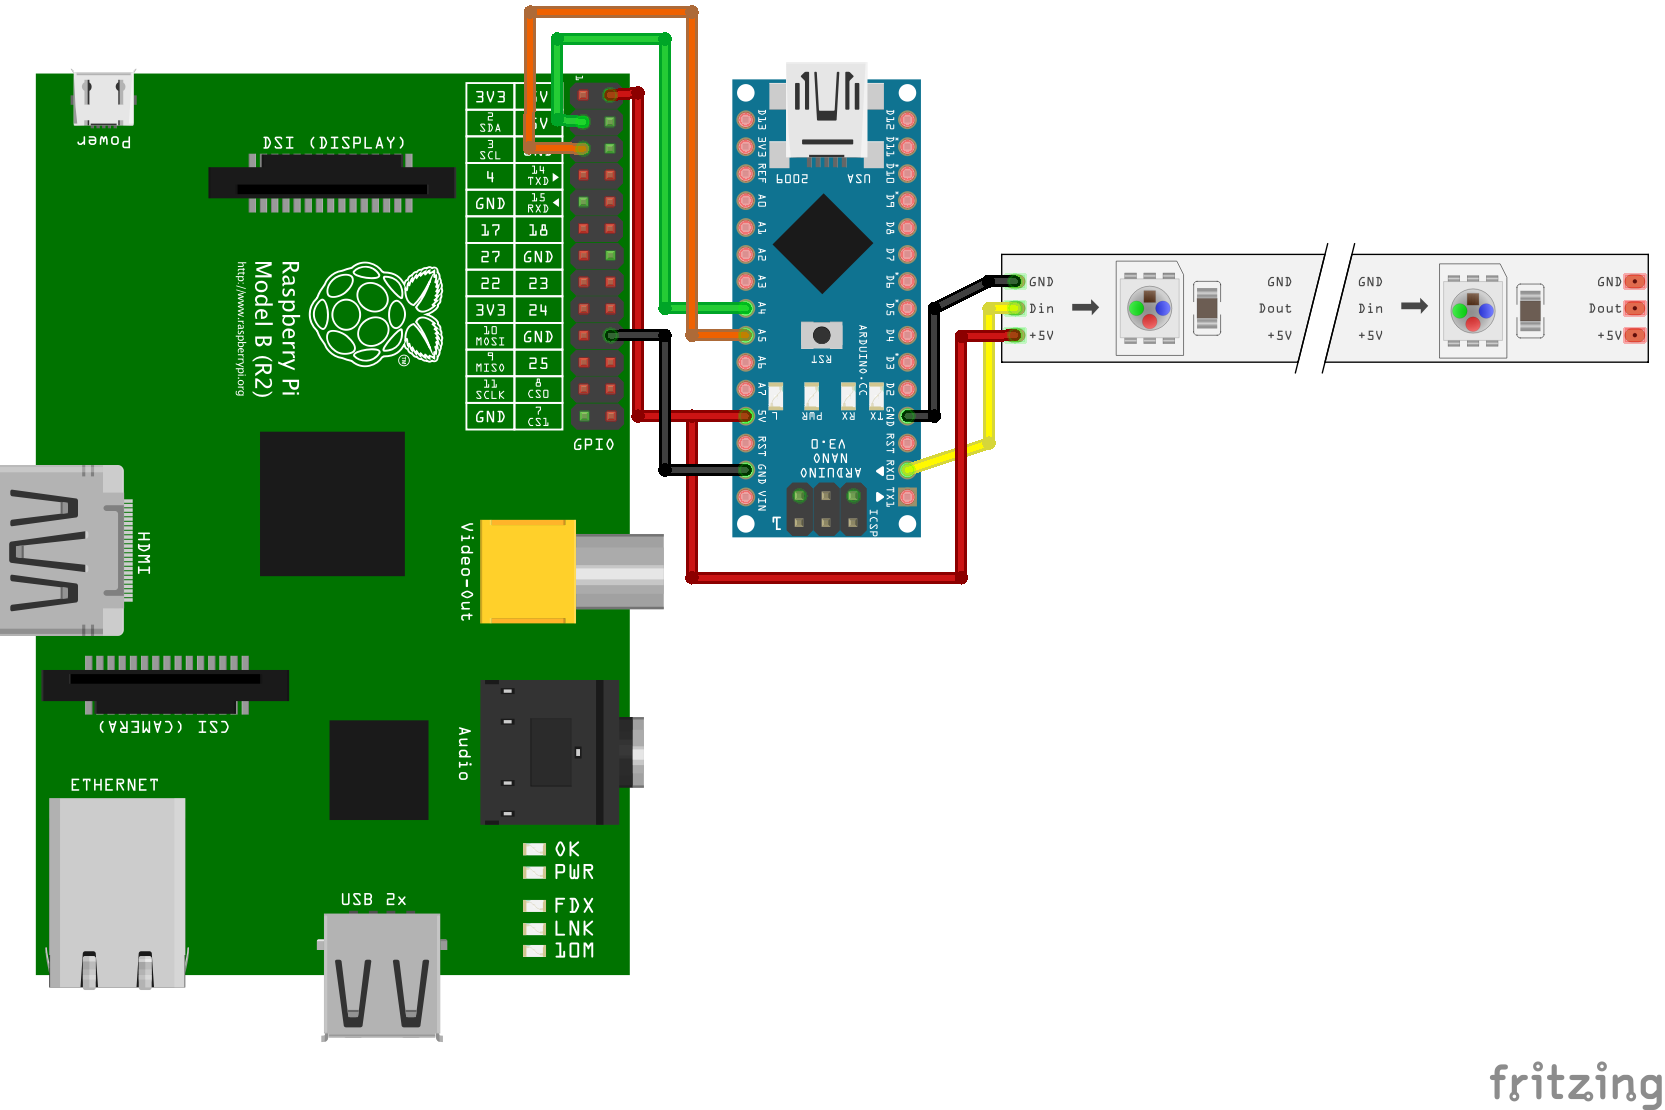 Power
DSI (DISPLAY)
1
3V3
5V
2 SDA
5V
3 SCL
GND
4
14 TXD
GND
15 RXD
17
18
27
GND
22
23
3V3
24
10 MOSI
GND
9 MISO
25
11 SCLK
8 CS0
GND
7 CS1
GPIO
Raspberry Pi
Model B (R2)
http://www.raspberrypi.org
HDMI
Video-Out
CSI (CAMERA)
Audio
ETHERNET
USB 2x
OK
PWR
FDX
LNK
10M
D13
3V3
REF
A0
A1
A2
A3
A4
A5
A6
A7
5V
RST
GND
VIN
D12
D11
D10
D9
D8
D7
D6
D5
D4
D3
D2
GND
RST
RX0
TX1
2009
USA
RST
ARDUINO.CC
L
PWR
RX
TX
ARDUINO
NANO
V3.0
1
ICSP
GND
Din
+5V
GND
Dout
+5V
GND
Din
+5V
GND
Dout
+5V
fritzing